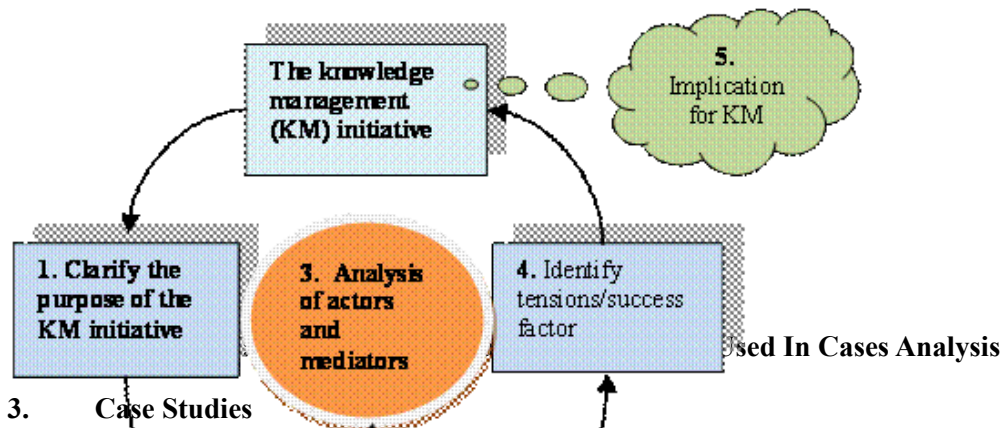 The knowledge
management
(KM) initiative
5.
Implication
for KM
1. Clarify the
purpose of the
KM initiative
3. Analysis
of actors
and
mediators
4. Identify
tensions/success
factor
sed In Cases Analysis
3. Case Studies